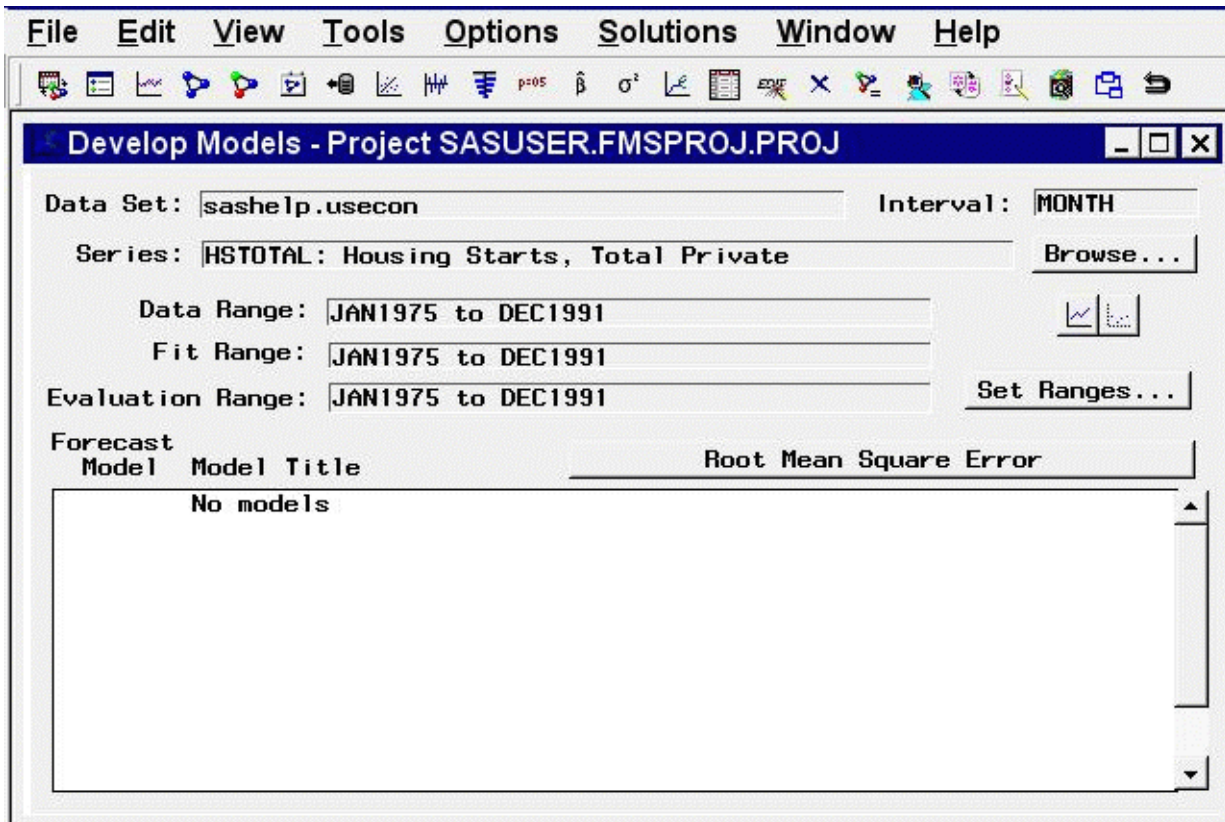 File Edit View Tools Options Solutions Window Help
p=05 β̂ σ²
Develop Models - Project SASUSER.FMSPROJ.PROJ
Data Set: sashelp.usecon Interval: MONTH
Series: HSTOTAL: Housing Starts, Total Private Browse...
Data Range: JAN1975 to DEC1991
Fit Range: JAN1975 to DEC1991
Evaluation Range: JAN1975 to DEC1991 Set Ranges...
Forecast
Model Model Title Root Mean Square Error
No models